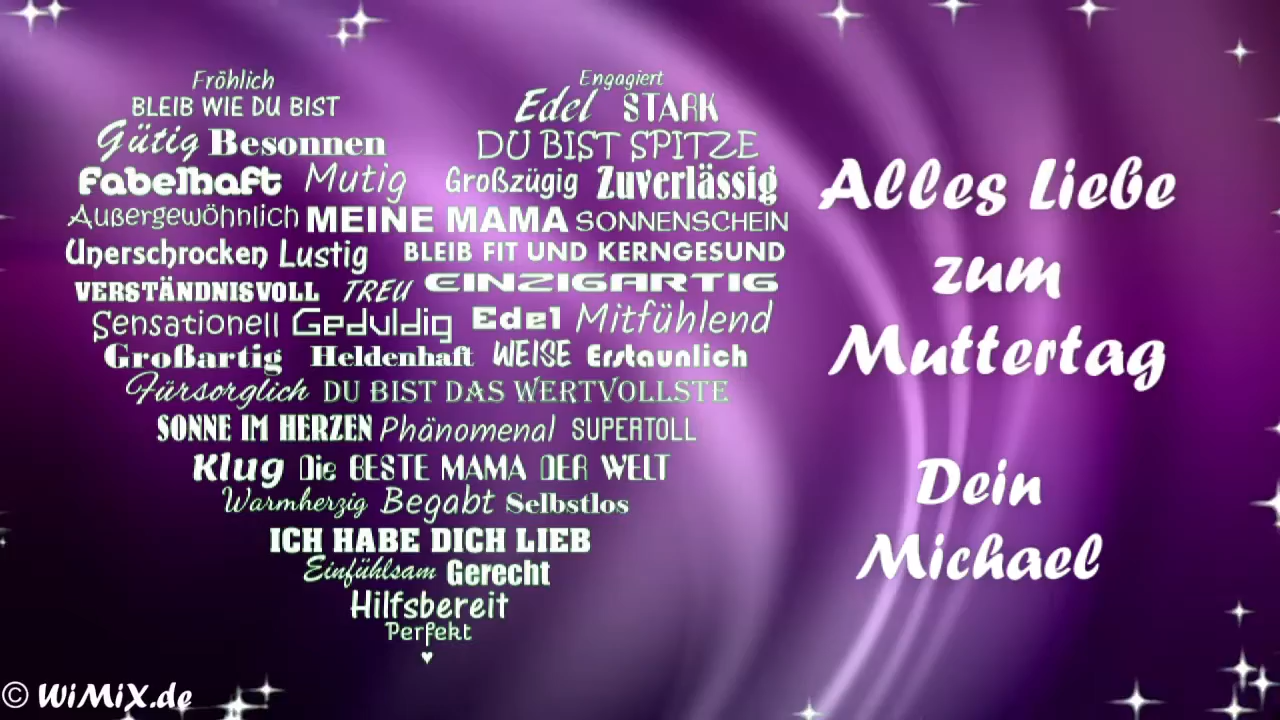 Fröhlich
BLEIB WIE DU BIST
Gütig Besonnen
Fabelhaft Mutig
Engagiert
Edel STARK
DU BIST SPITZE
Großzügig Zuverlässig
Außergewöhnlich MEINE MAMA SONNENSCHEIN
Unerschrocken Lustig BLEIB FIT UND KERNGESUND
VERSTÄNDNISVOLL TREU EINZIGARTIG
Sensationell Geduldig Edel Mitfühlend
Großartig Heldenhaft WEISE Erstaunlich
Fürsorglich DU BIST DAS WERTVOLLSTE
SONNE IM HERZEN Phänomenal SUPERTOLL
Klug Die BESTE MAMA DER WELT
Warmherzig Begabt Selbstlos
ICH HABE DICH LIEB
Einfühlsam Gerecht
Hilfsbereit
Perfekt
♥
Alles Liebe
zum
Muttertag
Dein
Michael
© WiMiX.de